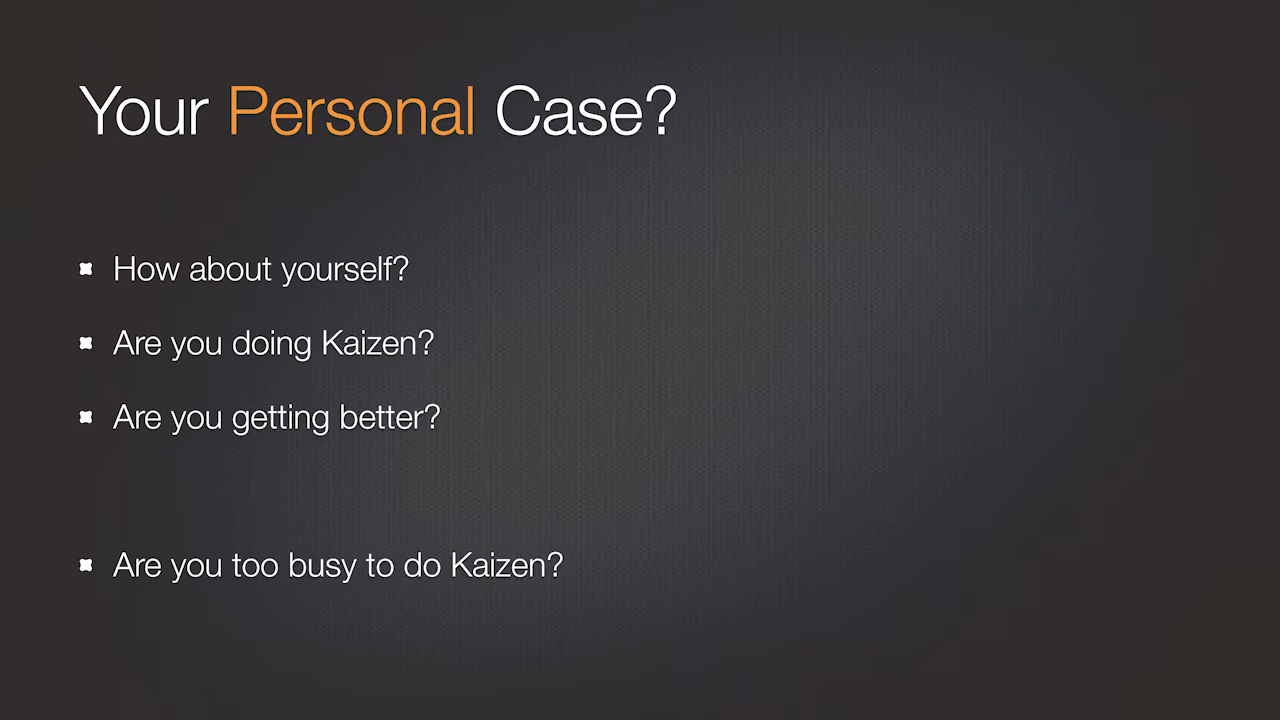 Your Personal Case?
How about yourself?
Are you doing Kaizen?
Are you getting better?
Are you too busy to do Kaizen?